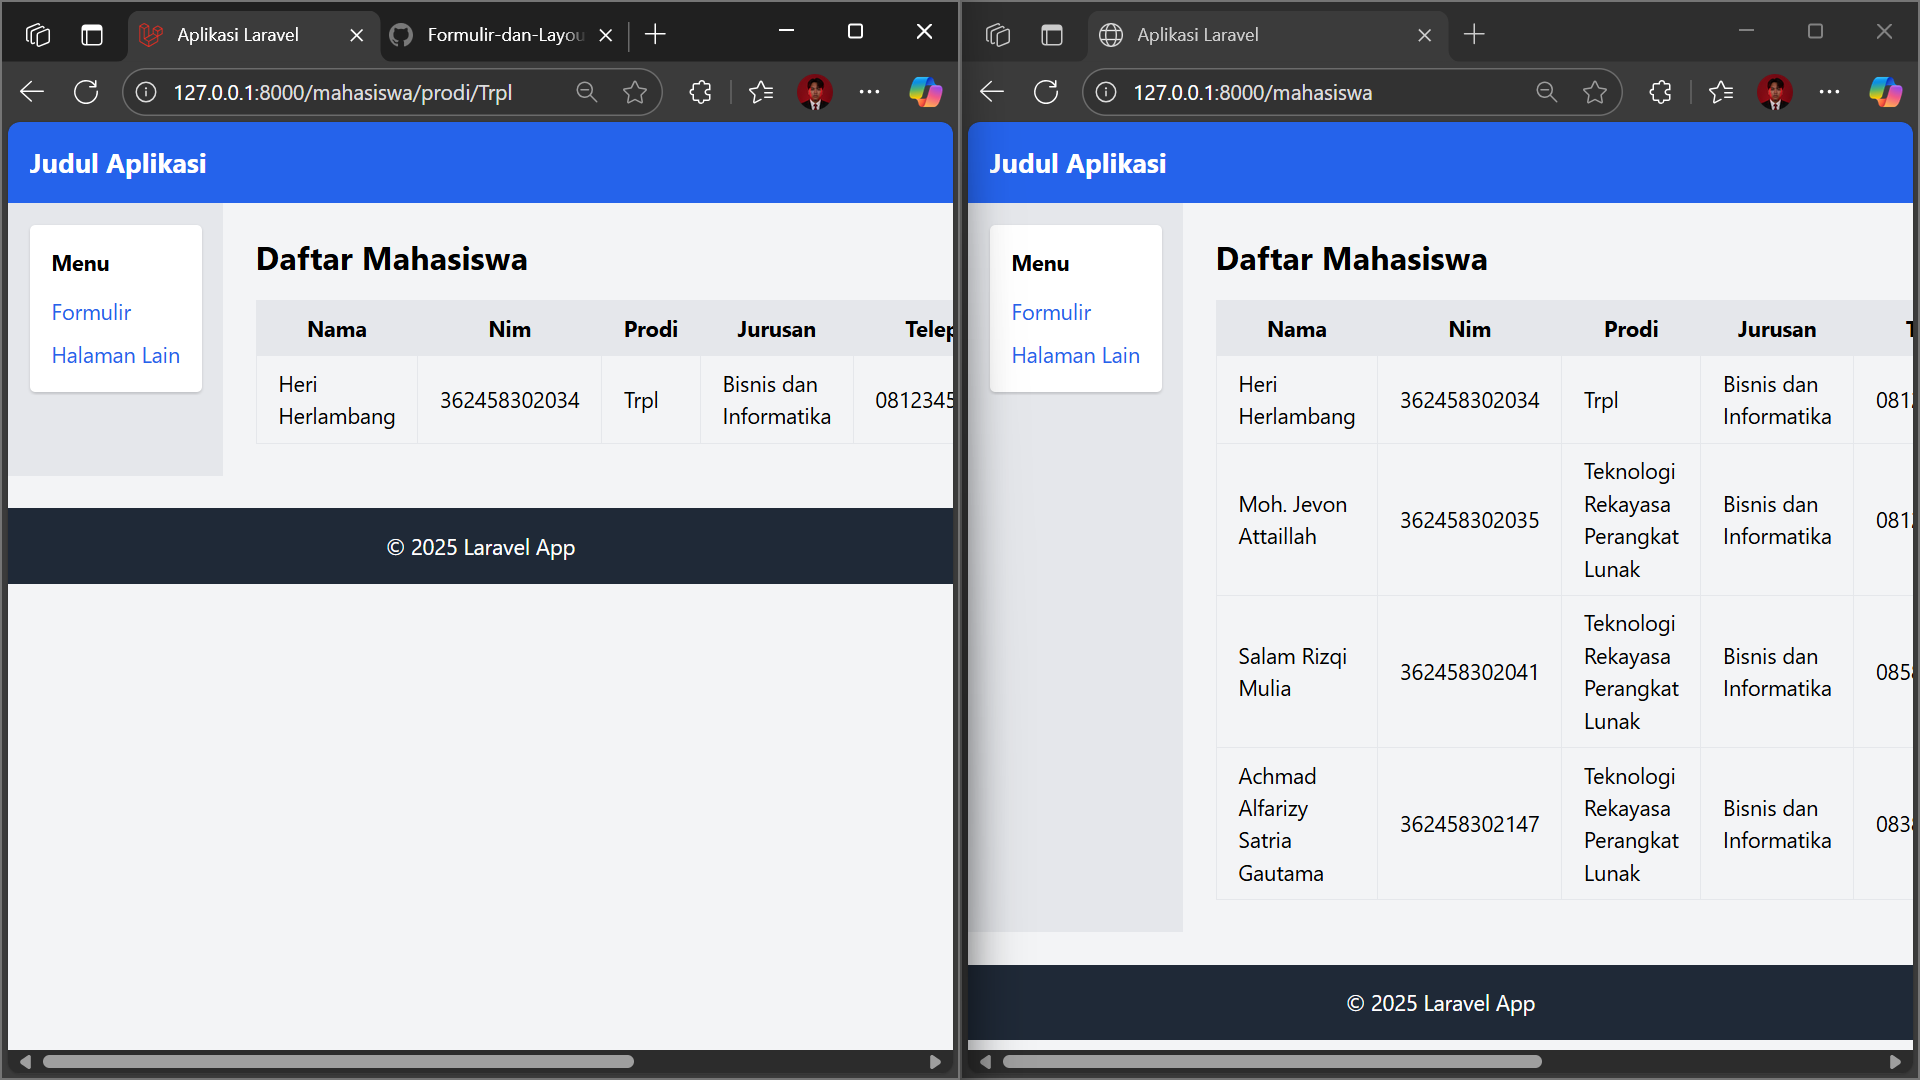 Aplikasi Laravel
Formulir-dan-Layou
127.0.0.1:8000/mahasiswa/prodi/Trpl
Judul Aplikasi
Menu
Formulir
Halaman Lain
Daftar Mahasiswa
Nama Nim Prodi Jurusan Telep
Heri Herlambang 362458302034 Trpl Bisnis dan Informatika 0812345
© 2025 Laravel App
Aplikasi Laravel
127.0.0.1:8000/mahasiswa
Judul Aplikasi
Menu
Formulir
Halaman Lain
Daftar Mahasiswa
Nama Nim Prodi Jurusan T
Heri Herlambang 362458302034 Trpl Bisnis dan Informatika 081
Moh. Jevon Attaillah 362458302035 Teknologi Rekayasa Perangkat Lunak Bisnis dan Informatika 081
Salam Rizqi Mulia 362458302041 Teknologi Rekayasa Perangkat Lunak Bisnis dan Informatika 085
Achmad Alfarizy Satria Gautama 362458302147 Teknologi Rekayasa Perangkat Lunak Bisnis dan Informatika 083
© 2025 Laravel App